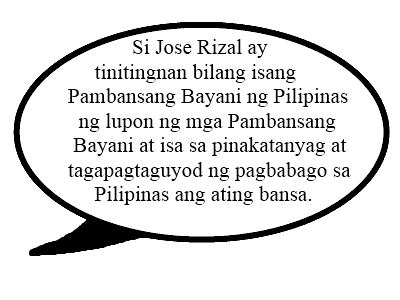 Si Jose Rizal ay
tinitingnan bilang isang
Pambansang Bayani ng Pilipinas
ng lupon ng mga Pambansang
Bayani at isa sa pinakatanyag at
tagapagtaguyod ng pagbabago sa
Pilipinas ang ating bansa.